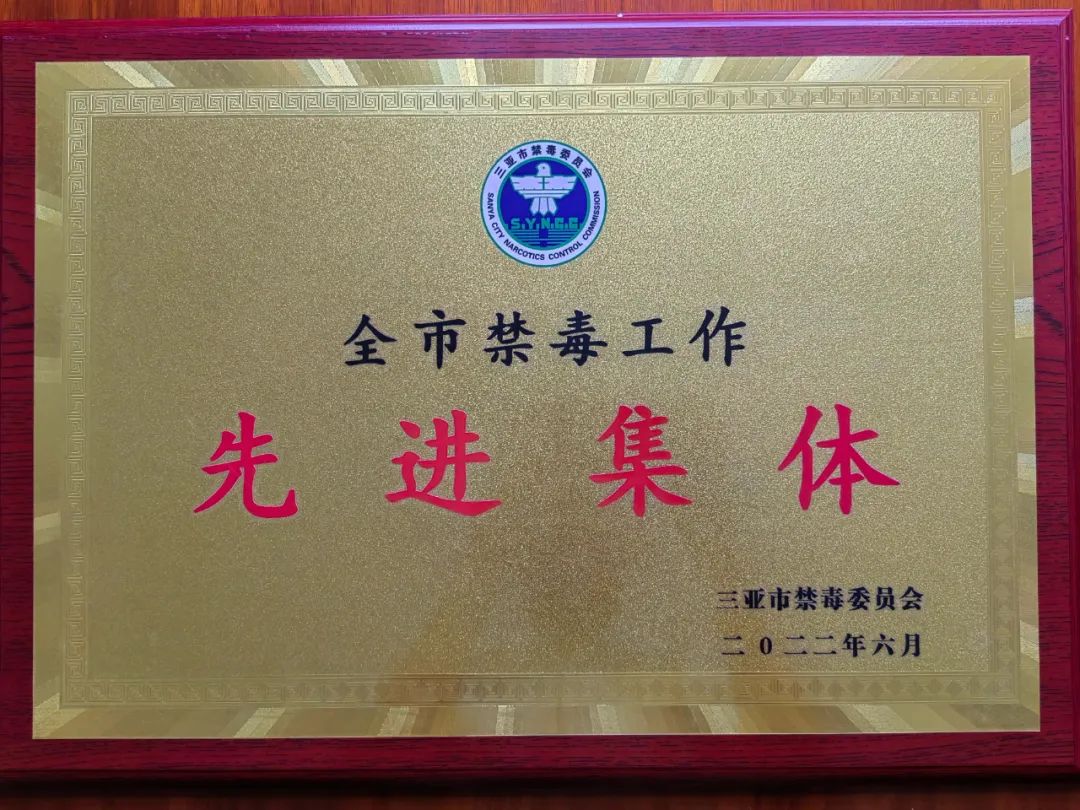 三亚市禁毒委员会
S.Y.N.C.C
SANYA CITY NARCOTICS CONTROL COMMISSION
全市禁毒工作
先进集体
三亚市禁毒委员会
二0二二年六月